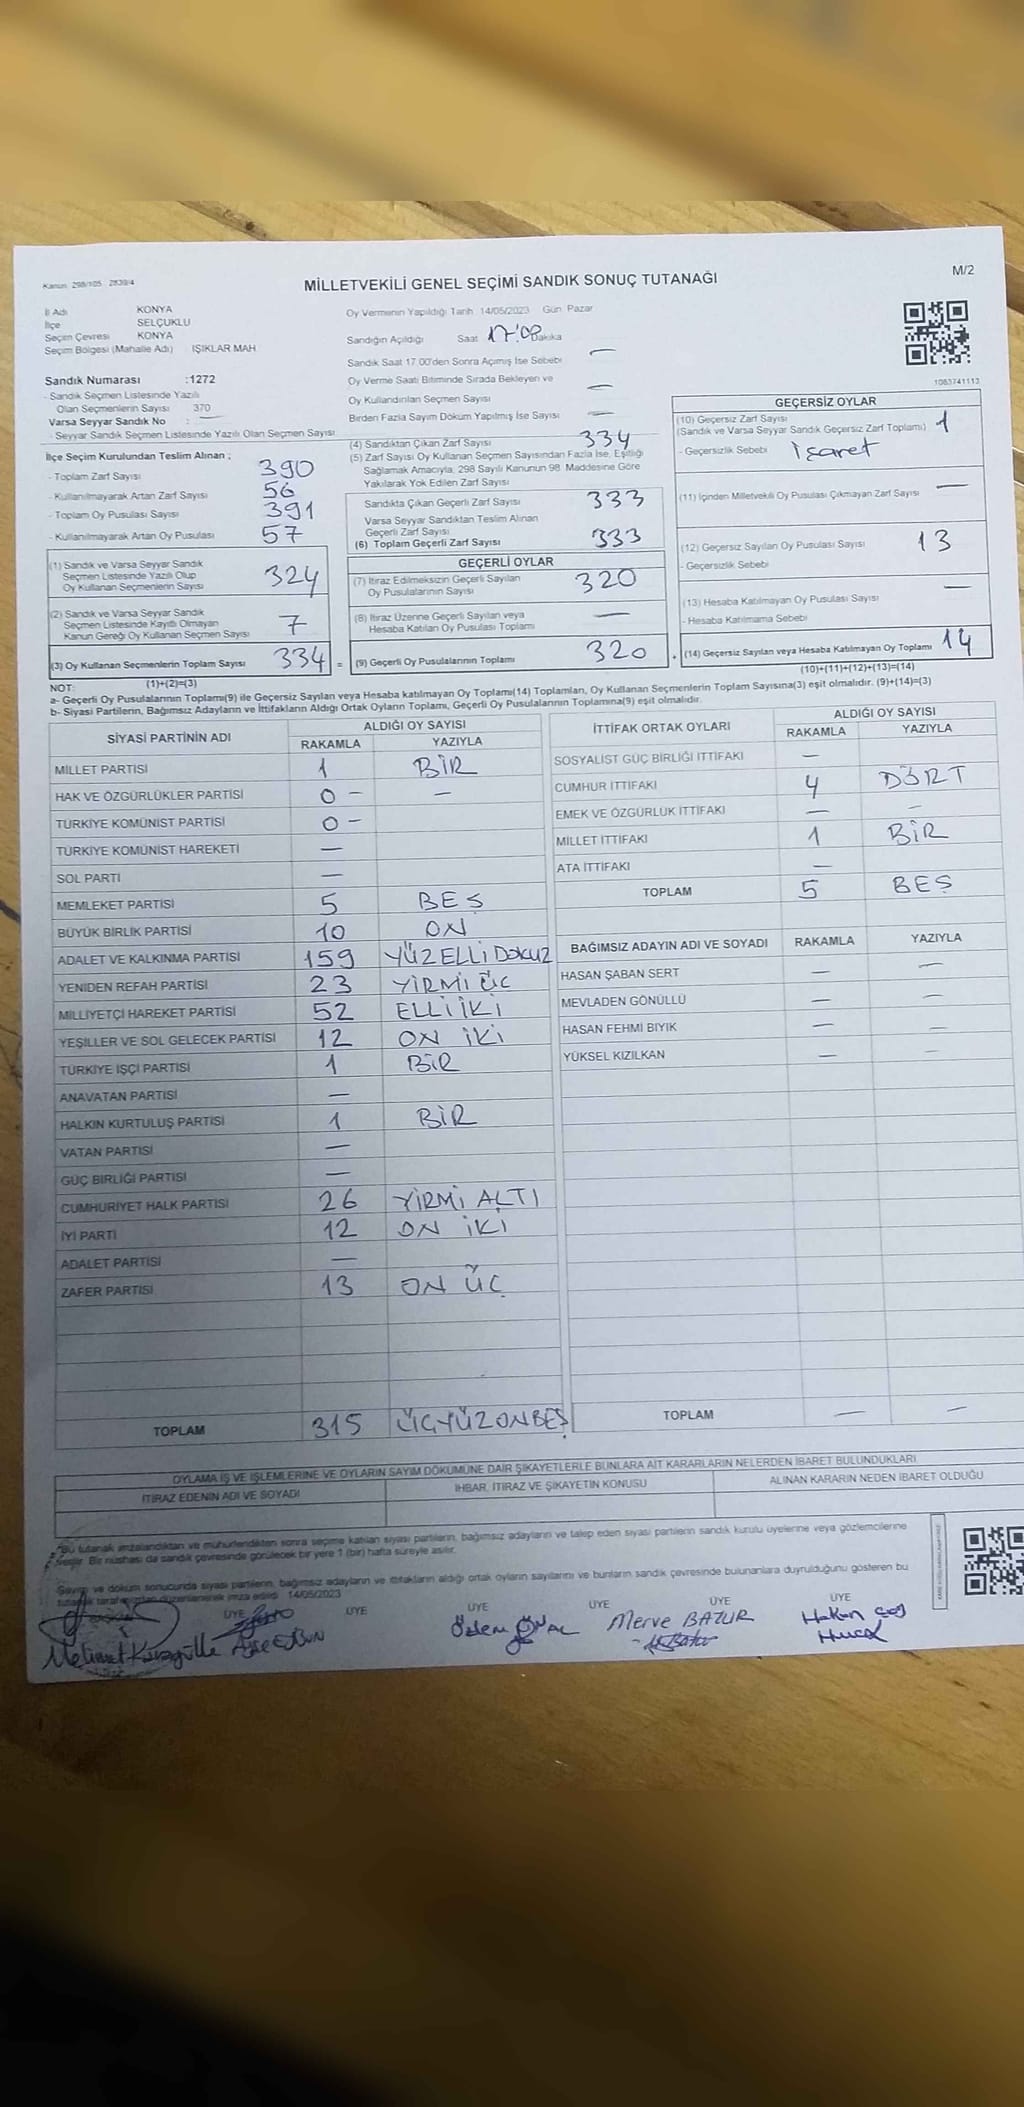 Kanun 298/105 2839/4
MİLLETVEKİLİ GENEL SEÇİMİ SANDIK SONUÇ TUTANAĞI
M/2
İl Adı KONYA
İlçe SELÇUKLU
Seçim Çevresi KONYA
Seçim Bölgesi (Mahalle Adı) IŞIKLAR MAH
Sandık Numarası :1272
- Sandık Seçmen Listesinde Yazılı
Olan Seçmenlerin Sayısı 370
Varsa Seyyar Sandık No : —
- Seyyar Sandık Seçmen Listesinde Yazılı Olan Seçmen Sayısı
İlçe Seçim Kurulundan Teslim Alınan ;
- Toplam Zarf Sayısı 390
- Kullanılmayarak Artan Zarf Sayısı 56
- Toplam Oy Pusulası Sayısı 391
- Kullanılmayarak Artan Oy Pusulası 57
(1) Sandık ve Varsa Seyyar Sandık
Seçmen Listesinde Yazılı Olup
Oy Kullanan Seçmenlerin Sayısı 324
(2) Sandık ve Varsa Seyyar Sandık
Seçmen Listesinde Kayıtlı Olmayan
Kanun Gereği Oy Kullanan Seçmen Sayısı 7
(3) Oy Kullanan Seçmenlerin Toplam Sayısı 334 =
(1)+(2)=(3)
Oy Vermenin Yapıldığı Tarih 14/05/2023 Gün Pazar
Sandığın Açıldığı Saat 17:00 Dakika
Sandık Saat 17.00'den Sonra Açımış İse Sebebi —
Oy Verme Saati Bitiminde Sırada Bekleyen ve
Oy Kullandırılan Seçmen Sayısı —
Birden Fazla Sayım Döküm Yapılmış İse Sayısı —
(4) Sandıktan Çıkan Zarf Sayısı 334
(5) Zarf Sayısı Oy Kullanan Seçmen Sayısından Fazla İse, Eşitliği
Sağlamak Amacıyla, 298 Sayılı Kanunun 98. Maddesine Göre
Yakılarak Yok Edilen Zarf Sayısı
Sandıkta Çıkan Geçerli Zarf Sayısı 333
Varsa Seyyar Sandıktan Teslim Alınan
Geçerli Zarf Sayısı
(6) Toplam Geçerli Zarf Sayısı 333
GEÇERLİ OYLAR
(7) İtiraz Edilmeksizin Geçerli Sayılan
Oy Pusulalarının Sayısı 320
(8) İtiraz Üzerine Geçerli Sayılan veya
Hesaba Katılan Oy Pusulası Toplamı —
(9) Geçerli Oy Pusulalarının Toplamı 320 +
1063741113
GEÇERSİZ OYLAR
(10) Geçersiz Zarf Sayısı
(Sandık ve Varsa Seyyar Sandık Geçersiz Zarf Toplamı) 1
- Geçersizlik Sebebi işaret
(11) İçinden Milletvekili Oy Pusulası Çıkmayan Zarf Sayısı —
(12) Geçersiz Sayılan Oy Pusulası Sayısı 13
- Geçersizlik Sebebi
(13) Hesaba Katılmayan Oy Pusulası Sayısı —
- Hesaba Katılmama Sebebi
(14) Geçersiz Sayılan veya Hesaba Katılmayan Oy Toplamı 14
(10)+(11)+(12)+(13)=(14)
NOT:
a- Geçerli Oy Pusulalarının Toplamı(9) ile Geçersiz Sayılan veya Hesaba katılmayan Oy Toplamı(14) Toplamları, Oy Kullanan Seçmenlerin Toplam Sayısına(3) eşit olmalıdır. (9)+(14)=(3)
b- Siyasi Partilerin, Bağımsız Adayların ve İttifakların Aldığı Ortak Oyların Toplamı, Geçerli Oy Pusulalarının Toplamına(9) eşit olmalıdır.
SİYASİ PARTİNİN ADI ALDIĞI OY SAYISI
RAKAMLA YAZIYLA
MİLLET PARTİSİ 1 BİR
HAK VE ÖZGÜRLÜKLER PARTİSİ 0 — —
TÜRKİYE KOMÜNİST PARTİSİ 0 —
TÜRKİYE KOMÜNİST HAREKETİ —
SOL PARTİ —
MEMLEKET PARTİSİ 5 BEŞ
BÜYÜK BİRLİK PARTİSİ 10 ON
ADALET VE KALKINMA PARTİSİ 159 YÜZELLİDOKUZ
YENİDEN REFAH PARTİSİ 23 YİRMİ ÜÇ
MİLLİYETÇİ HAREKET PARTİSİ 52 ELLİ İKİ
YEŞİLLER VE SOL GELECEK PARTİSİ 12 ON İKİ
TÜRKİYE İŞÇİ PARTİSİ 1 BİR
ANAVATAN PARTİSİ —
HALKIN KURTULUŞ PARTİSİ 1 BİR
VATAN PARTİSİ —
GÜÇ BİRLİĞİ PARTİSİ —
CUMHURİYET HALK PARTİSİ 26 YİRMİ ALTI
İYİ PARTİ 12 ON İKİ
ADALET PARTİSİ —
ZAFER PARTİSİ 13 ON ÜÇ
TOPLAM 315 ÜÇYÜZONBEŞ
İTTİFAK ORTAK OYLARI ALDIĞI OY SAYISI
RAKAMLA YAZIYLA
SOSYALİST GÜÇ BİRLİĞİ İTTİFAKI —
CUMHUR İTTİFAKI 4 DÖRT
EMEK VE ÖZGÜRLÜK İTTİFAKI — —
MİLLET İTTİFAKI 1 BİR
ATA İTTİFAKI —
TOPLAM 5 BEŞ
BAĞIMSIZ ADAYIN ADI VE SOYADI RAKAMLA YAZIYLA
HASAN ŞABAN SERT — —
MEVLADEN GÖNÜLLÜ — —
HASAN FEHMİ BIYIK — —
YÜKSEL KIZILKAN — —
TOPLAM — —
OYLAMA İŞ VE İŞLEMLERİNE VE OYLARIN SAYIM DÖKÜMÜNE DAİR ŞİKAYETLERLE BUNLARA AİT KARARLARIN NELERDEN İBARET BULUNDUKLARI
İTİRAZ EDENİN ADI VE SOYADI İHBAR, İTİRAZ VE ŞİKAYETİN KONUSU ALINAN KARARIN NEDEN İBARET OLDUĞU
Bu tutanak imzalandıktan ve mühürlendikten sonra seçime katılan siyasi partilerin, bağımsız adayların ve talep eden siyasi partilerin sandık kurulu üyelerine veya gözlemcilerine
verilir. Bir nüshası da sandık çevresinde görülecek bir yere 1 (bir) hafta süreyle asılır.
Sayım ve döküm sonucunda siyasi partilerin, bağımsız adayların ve ittifakların aldığı ortak oyların sayılarını ve bunların sandık çevresinde bulunanlara duyrulduğunu gösteren bu
tutanak tarafımızdan düzenlenerek imza edildi. 14/05/2023
ÜYE ÜYE ÜYE ÜYE ÜYE ÜYE
Mehmet Karagülle Ayşe Özlem Merve BATUR Hakan